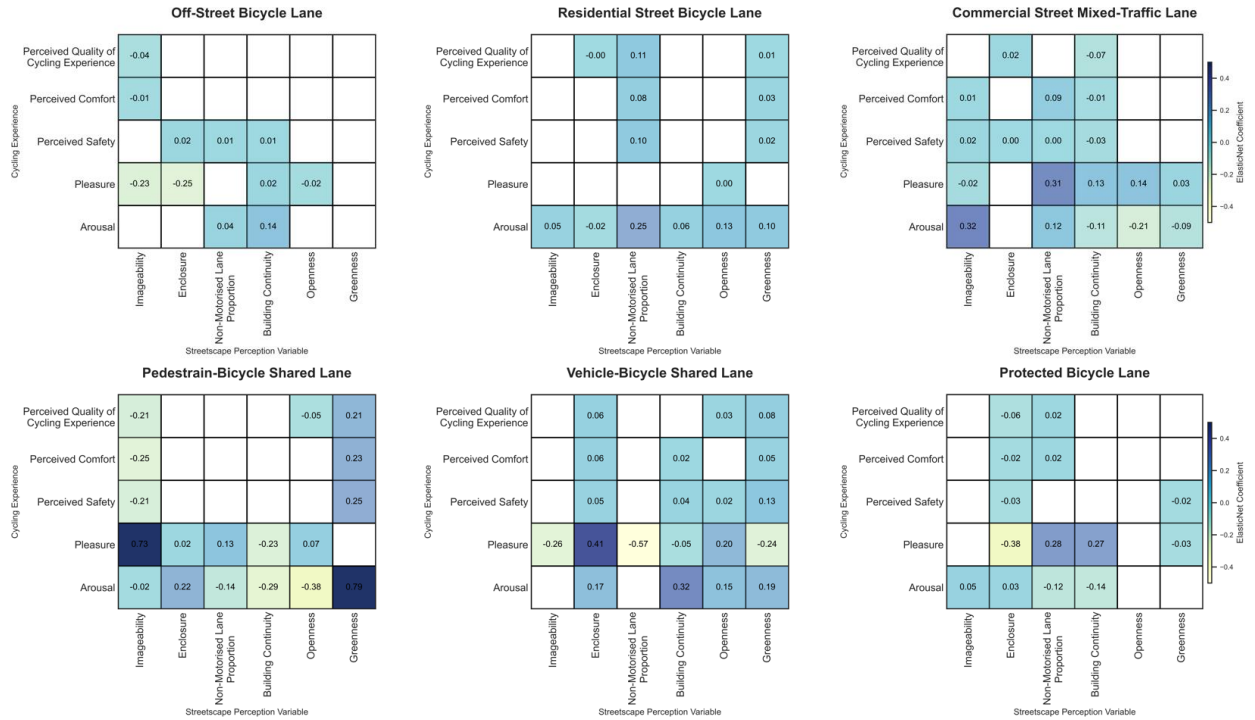 Off-Street Bicycle Lane
Cycling Experience
Perceived Quality of
Cycling Experience
-0.04
Perceived Comfort
-0.01
Perceived Safety
0.02 0.01 0.01
Pleasure
-0.23 -0.25 0.02 -0.02
Arousal
0.04 0.14
Imageability
Enclosure
Non-Motorised Lane
Proportion
Building Continuity
Openness
Greenness
Streetscape Perception Variable
Residential Street Bicycle Lane
Cycling Experience
Perceived Quality of
Cycling Experience
-0.00 0.11 0.01
Perceived Comfort
0.08 0.03
Perceived Safety
0.10 0.02
Pleasure
0.00
Arousal
0.05 -0.02 0.25 0.06 0.13 0.10
Imageability
Enclosure
Non-Motorised Lane
Proportion
Building Continuity
Openness
Greenness
Streetscape Perception Variable
Commercial Street Mixed-Traffic Lane
Cycling Experience
Perceived Quality of
Cycling Experience
0.02 -0.07
Perceived Comfort
0.01 0.09 -0.01
Perceived Safety
0.02 0.00 0.00 -0.03
Pleasure
-0.02 0.31 0.13 0.14 0.03
Arousal
0.32 0.12 -0.11 -0.21 -0.09
Imageability
Enclosure
Non-Motorised Lane
Proportion
Building Continuity
Openness
Greenness
Streetscape Perception Variable
0.4
0.2
0.0
−0.2
−0.4
ElasticNet Coefficient
Pedestrain-Bicycle Shared Lane
Cycling Experience
Perceived Quality of
Cycling Experience
-0.21 -0.05 0.21
Perceived Comfort
-0.25 0.23
Perceived Safety
-0.21 0.25
Pleasure
0.73 0.02 0.13 -0.23 0.07
Arousal
-0.02 0.22 -0.14 -0.29 -0.38 0.79
Imageability
Enclosure
Non-Motorised Lane
Proportion
Building Continuity
Openness
Greenness
Streetscape Perception Variable
Vehicle-Bicycle Shared Lane
Cycling Experience
Perceived Quality of
Cycling Experience
0.06 0.03 0.08
Perceived Comfort
0.06 0.02 0.05
Perceived Safety
0.05 0.04 0.02 0.13
Pleasure
-0.26 0.41 -0.57 -0.05 0.20 -0.24
Arousal
0.17 0.32 0.15 0.19
Imageability
Enclosure
Non-Motorised Lane
Proportion
Building Continuity
Openness
Greenness
Streetscape Perception Variable
Protected Bicycle Lane
Cycling Experience
Perceived Quality of
Cycling Experience
-0.06 0.02
Perceived Comfort
-0.02 0.02
Perceived Safety
-0.03 -0.02
Pleasure
-0.38 0.28 0.27 -0.03
Arousal
0.05 0.03 -0.12 -0.14
Imageability
Enclosure
Non-Motorised Lane
Proportion
Building Continuity
Openness
Greenness
Streetscape Perception Variable
0.4
0.2
0.0
−0.2
−0.4
ElasticNet Coefficient